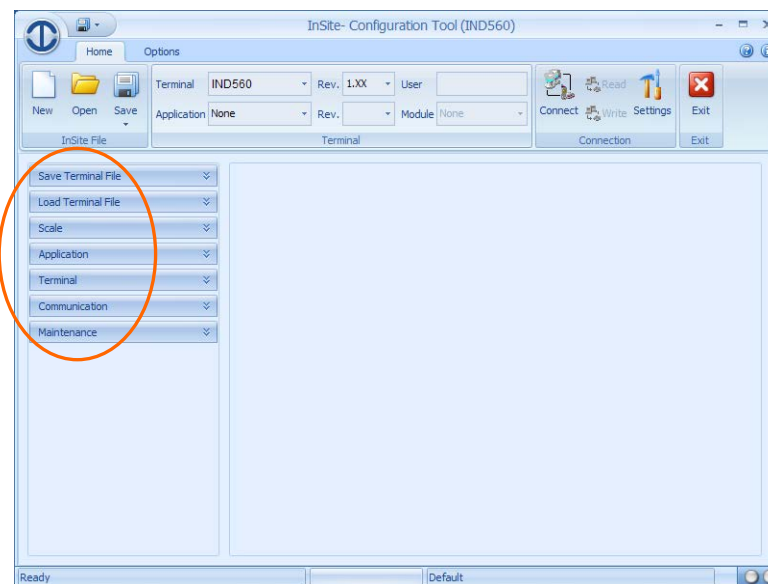 InSite- Configuration Tool (IND560)
Home Options
Terminal IND560 Rev. 1.XX User
New Open Save Application None Rev. Module None Connect Read Write Settings Exit
InSite File Terminal Connection Exit
Save Terminal File
Load Terminal File
Scale
Application
Terminal
Communication
Maintenance
Ready Default